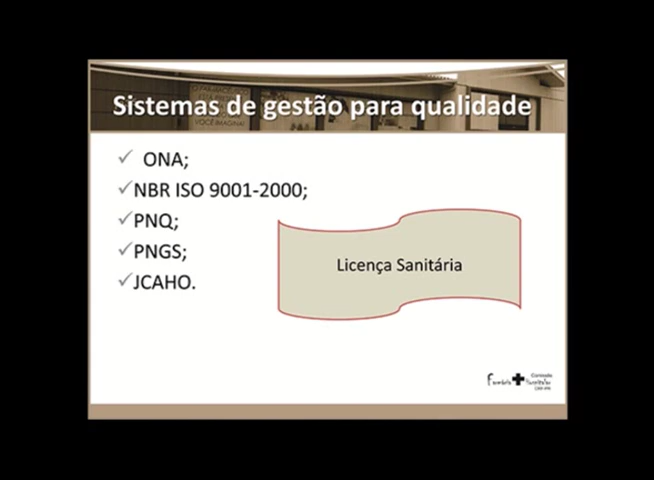 Sistemas de gestão para qualidade
ONA;
NBR ISO 9001-2000;
PNQ;
PNGS;
JCAHO.
Licença Sanitária